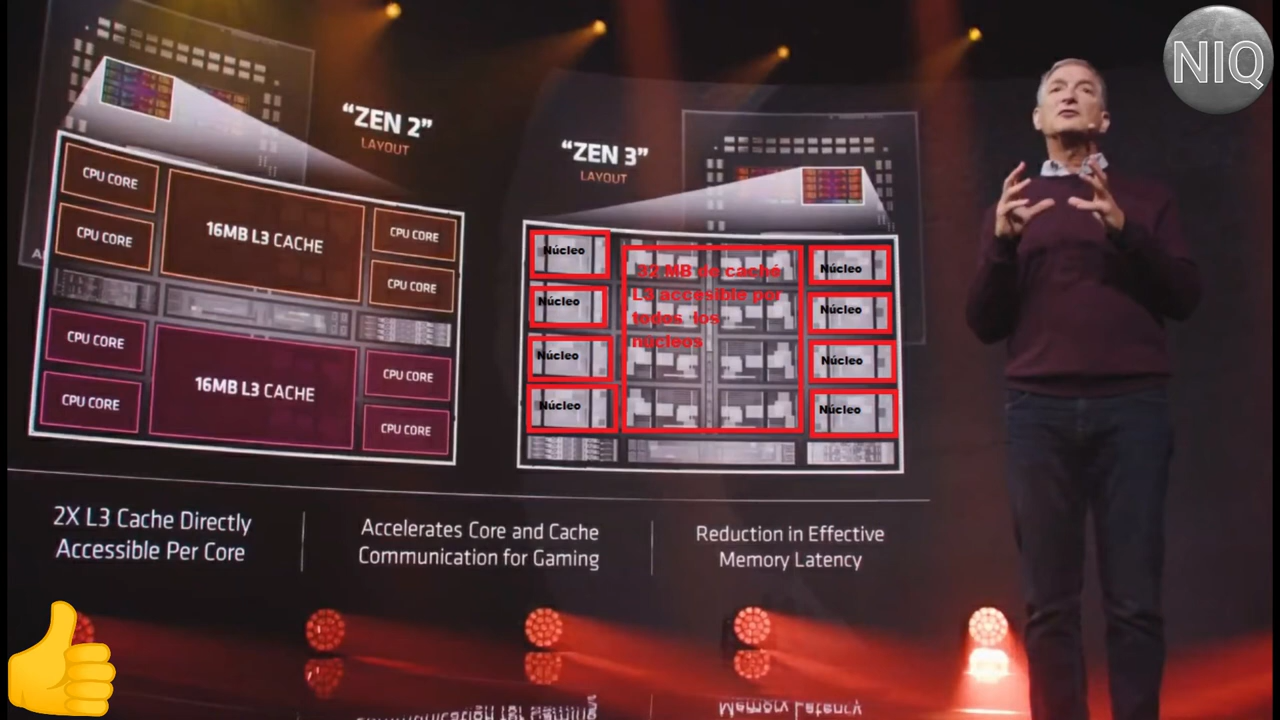 NIQ
“ZEN 2”
LAYOUT
CPU CORE
CPU CORE
16MB L3 CACHE
CPU CORE
CPU CORE
CPU CORE
CPU CORE
16MB L3 CACHE
CPU CORE
CPU CORE
“ZEN 3”
LAYOUT
Núcleo
Núcleo
Núcleo
Núcleo
32 MB de caché
L3 accesible por
todos los
núcleos
Núcleo
Núcleo
Núcleo
Núcleo
2X L3 Cache Directly
Accessible Per Core
Accelerates Core and Cache
Communication for Gaming
Reduction in Effective
Memory Latency